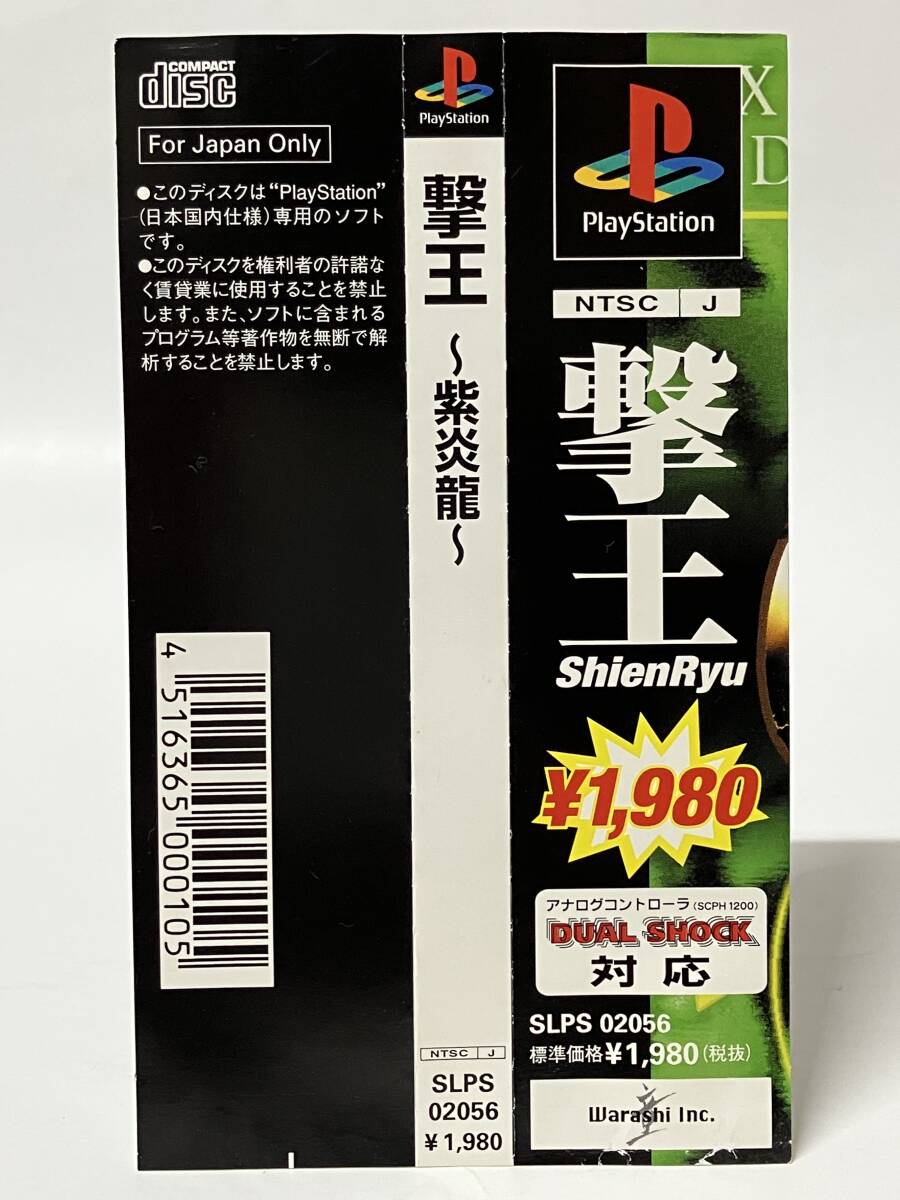 COMPACT
disc
For Japan Only
●このディスクは“PlayStation”
(日本国内仕様)専用のソフト
です。
●このディスクを権利者の許諾な
く賃貸業に使用することを禁止
します。また、ソフトに含まれる
プログラム等著作物を無断で解
析することを禁止します。
4 516365 000105
PlayStation
撃王
～紫炎龍～
NTSC J
SLPS
02056
¥1,980
X
D
PlayStation
NTSC J
撃王
ShienRyu
¥1,980
アナログコントローラ(SCPH 1200)
DUAL SHOCK
対応
SLPS 02056
標準価格¥1,980(税抜)
童
Warashi Inc.